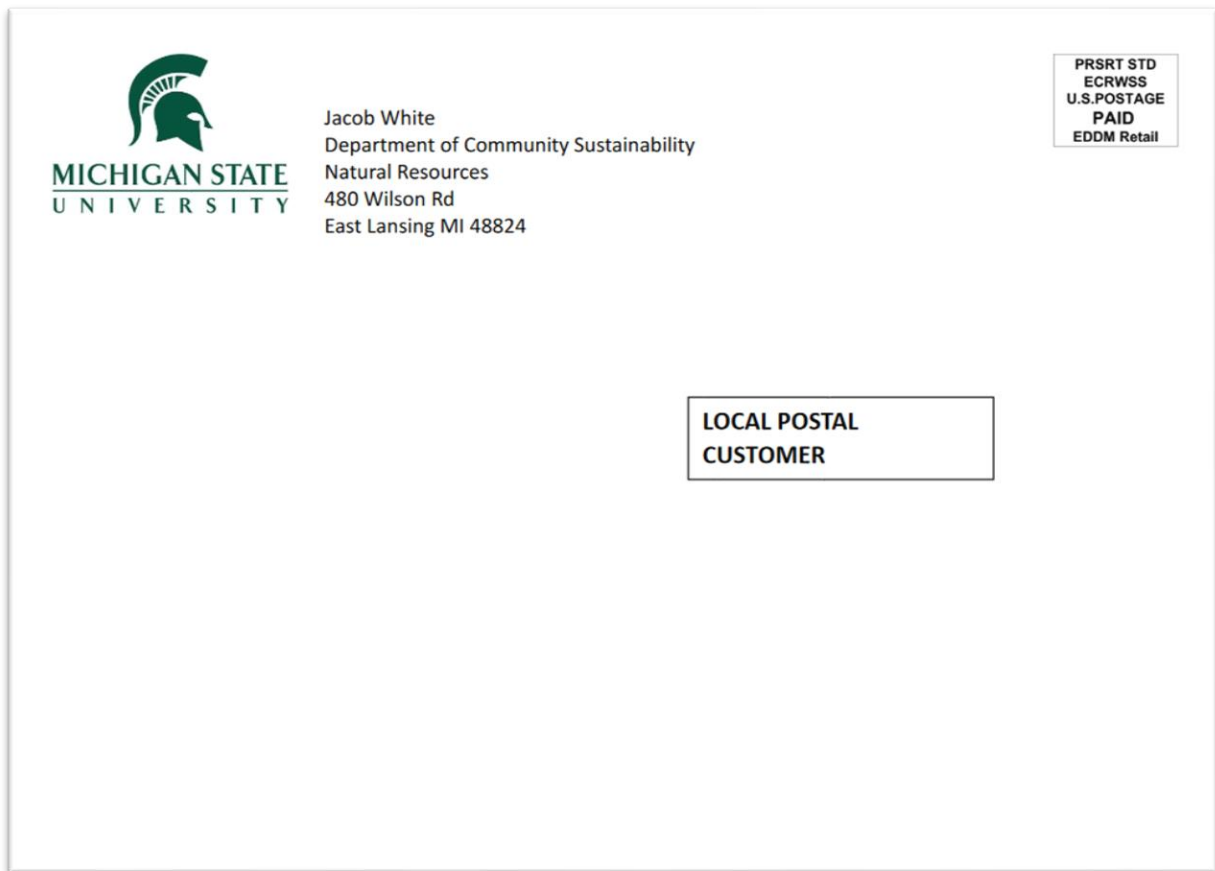 MICHIGAN STATE
UNIVERSITY
Jacob White
Department of Community Sustainability
Natural Resources
480 Wilson Rd
East Lansing MI 48824
PRSRT STD
ECRWSS
U.S.POSTAGE
PAID
EDDM Retail
LOCAL POSTAL
CUSTOMER